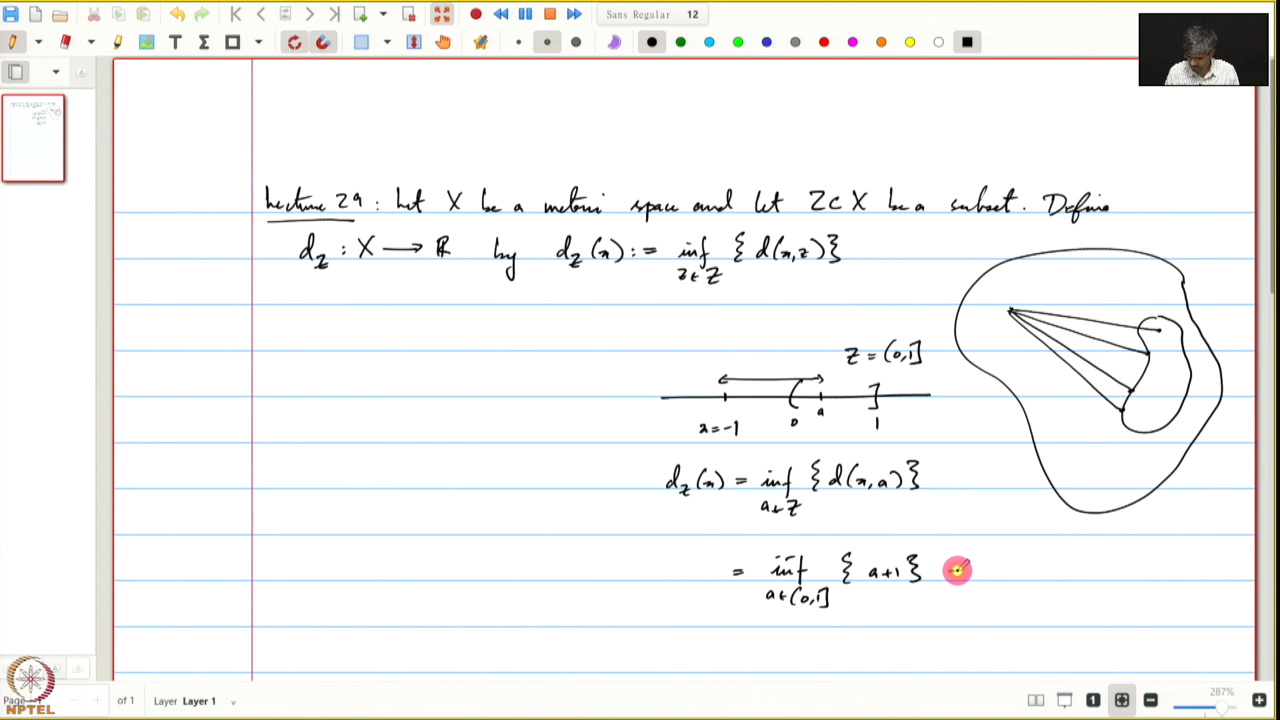 Sans Regular 12
Lecture 29 : Let X be a metric space and let Z ⊂ X be a subset. Define
d_Z : X → ℝ by d_Z(x) := inf_{z∈Z} { d(x,z) }
Z = (0,1]
x = -1 0 a 1
d_Z(x) = inf_{a∈Z} { d(x,a) }
= inf_{a∈(0,1]} { a+1 }
Page
of 1 Layer Layer 1
287%
NPTEL